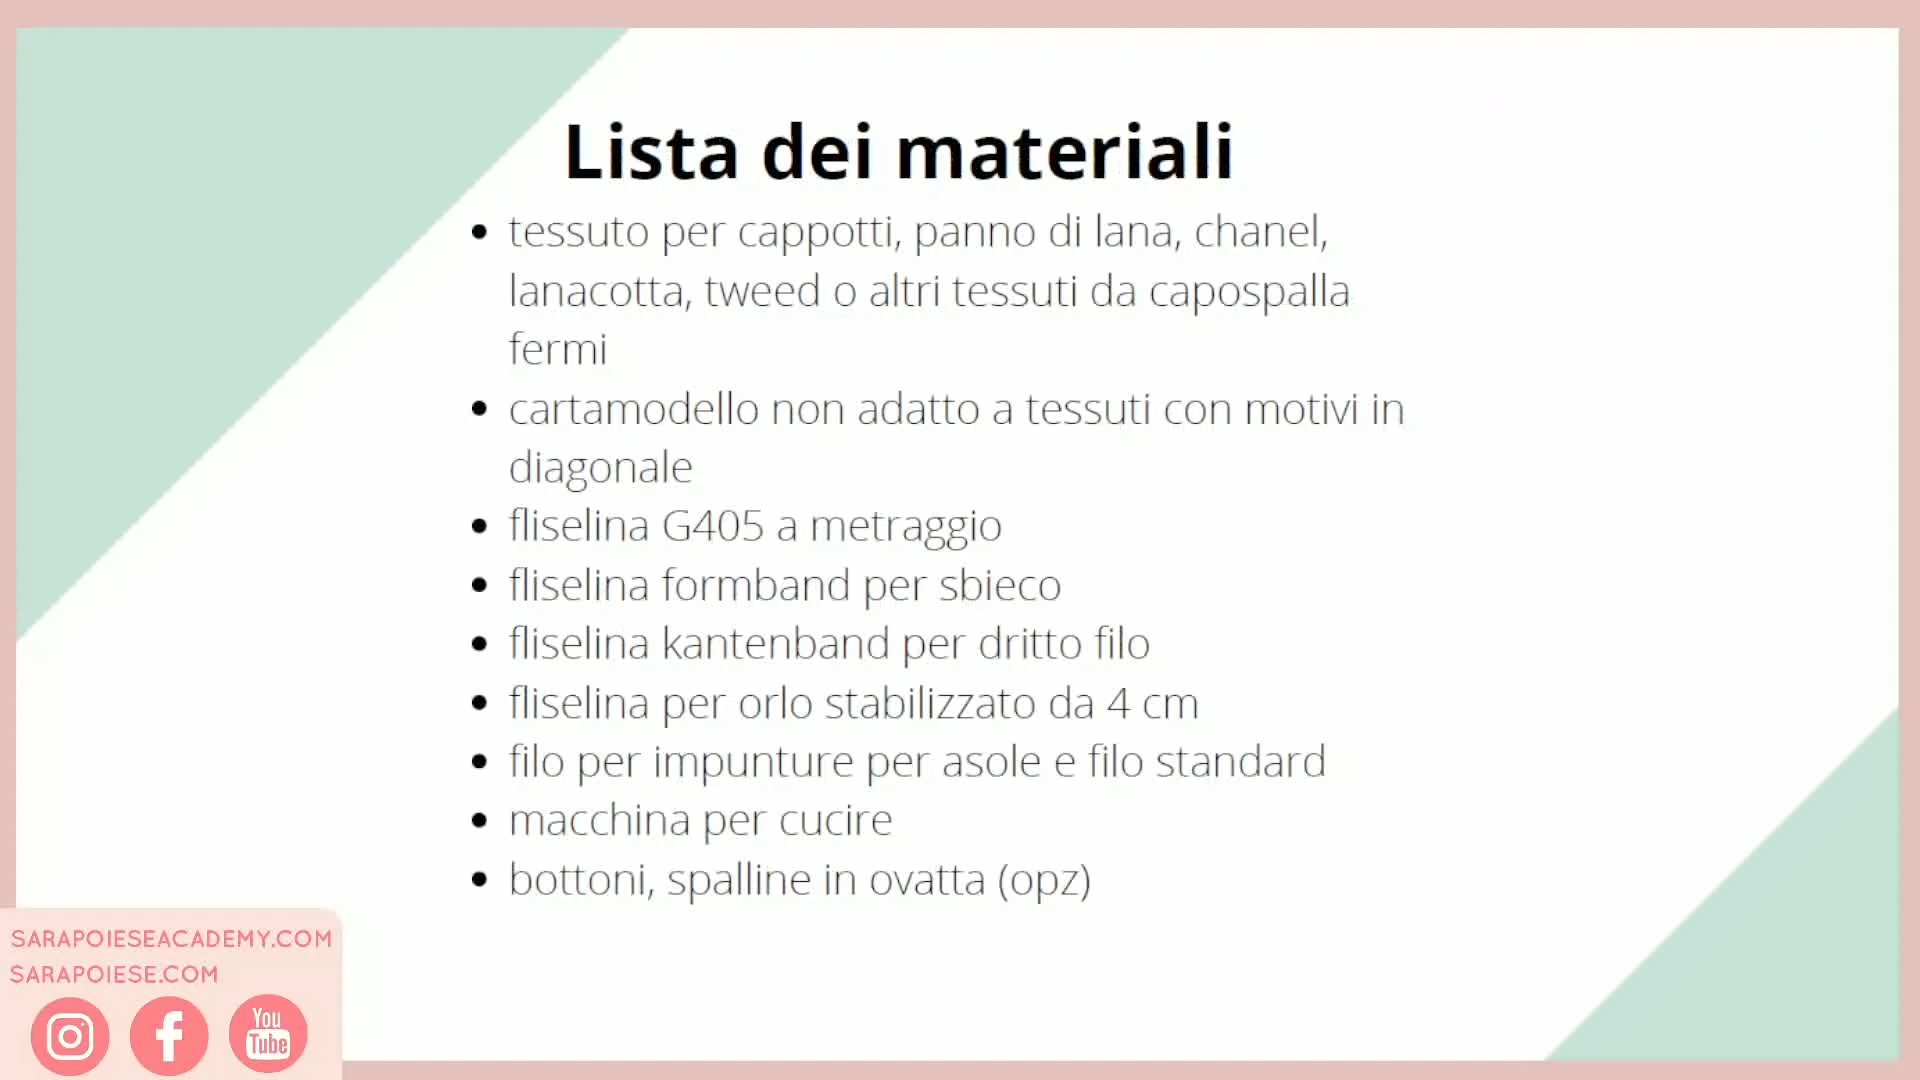 Lista dei materiali
• tessuto per cappotti, panno di lana, chanel,
lanacotta, tweed o altri tessuti da capospalla
fermi
• cartamodello non adatto a tessuti con motivi in
diagonale
• fliselina G405 a metraggio
• fliselina formband per sbieco
• fliselina kantenband per dritto filo
• fliselina per orlo stabilizzato da 4 cm
• filo per impunture per asole e filo standard
• macchina per cucire
• bottoni, spalline in ovatta (opz)
SARAPOIESEACADEMY.COM
SARAPOIESE.COM
You
Tube